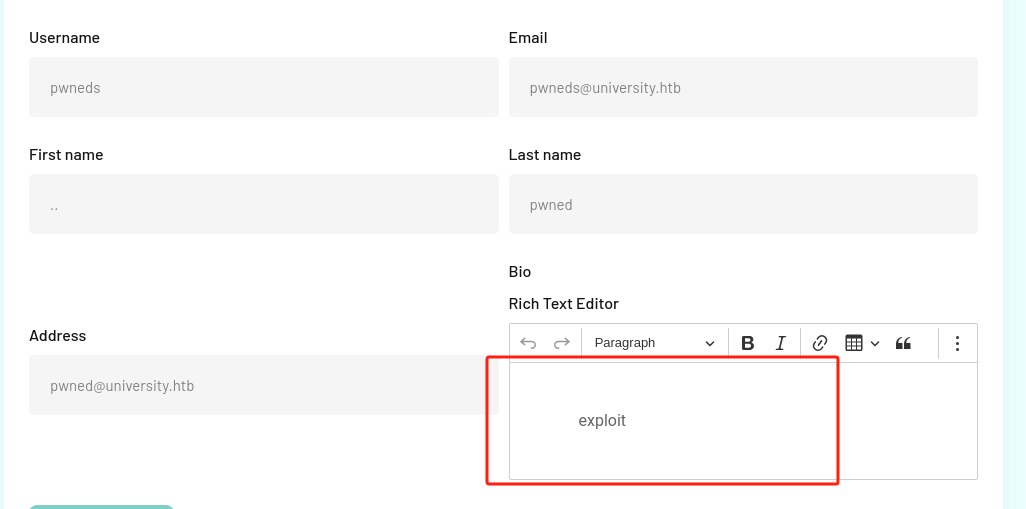 Username
Email
pwneds
pwneds@university.htb
First name
Last name
..
pwned
Bio
Rich Text Editor
Address
Paragraph
B I
pwned@university.htb
exploit